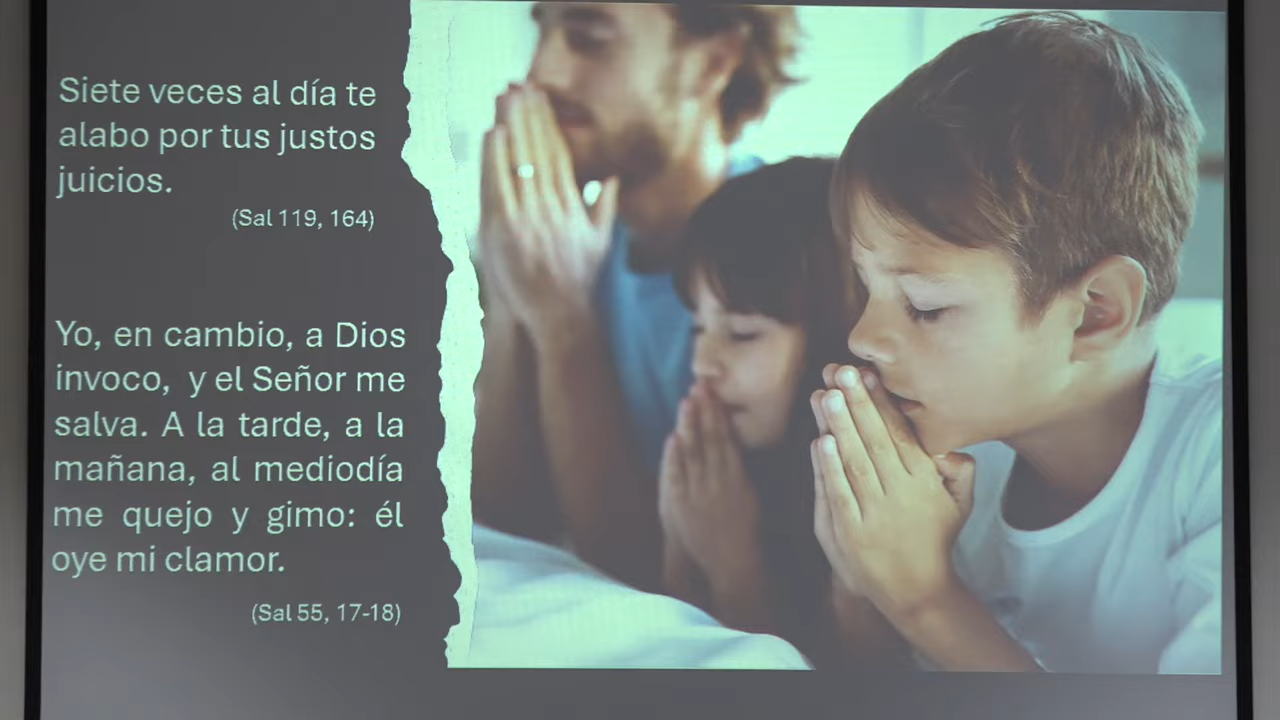 Siete veces al día te
alabo por tus justos
juicios.
(Sal 119, 164)
Yo, en cambio, a Dios
invoco, y el Señor me
salva. A la tarde, a la
mañana, al mediodía
me quejo y gimo: él
oye mi clamor.
(Sal 55, 17-18)